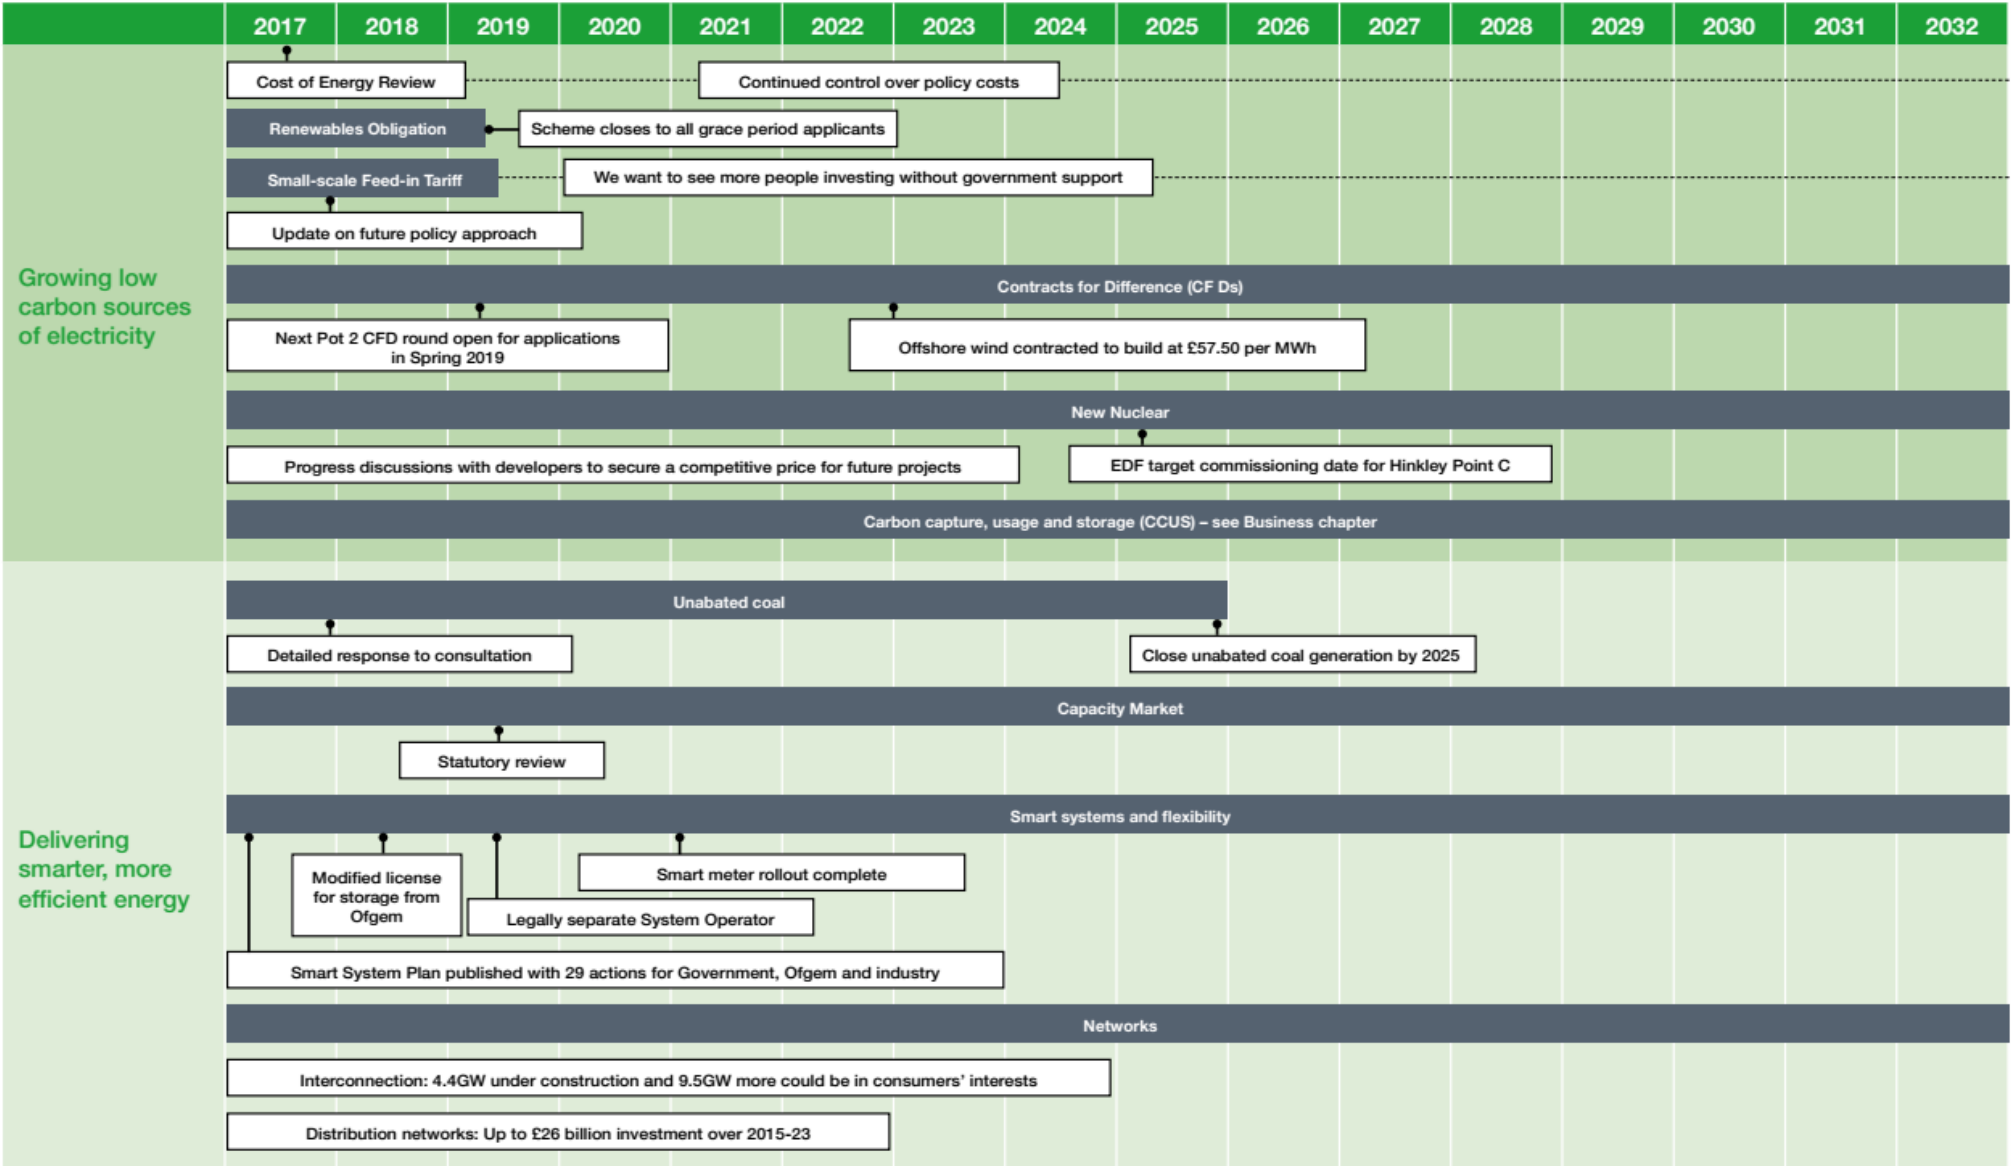 2017 2018 2019 2020 2021 2022 2023 2024 2025 2026 2027 2028 2029 2030 2031 2032
Growing low
carbon sources
of electricity
Cost of Energy Review
Continued control over policy costs
Renewables Obligation
Scheme closes to all grace period applicants
Small-scale Feed-in Tariff
We want to see more people investing without government support
Update on future policy approach
Contracts for Difference (CF Ds)
Next Pot 2 CFD round open for applications
in Spring 2019
Offshore wind contracted to build at £57.50 per MWh
New Nuclear
Progress discussions with developers to secure a competitive price for future projects
EDF target commissioning date for Hinkley Point C
Carbon capture, usage and storage (CCUS) – see Business chapter
Delivering
smarter, more
efficient energy
Unabated coal
Detailed response to consultation
Close unabated coal generation by 2025
Capacity Market
Statutory review
Smart systems and flexibility
Modified license
for storage from
Ofgem
Smart meter rollout complete
Legally separate System Operator
Smart System Plan published with 29 actions for Government, Ofgem and industry
Networks
Interconnection: 4.4GW under construction and 9.5GW more could be in consumers' interests
Distribution networks: Up to £26 billion investment over 2015-23